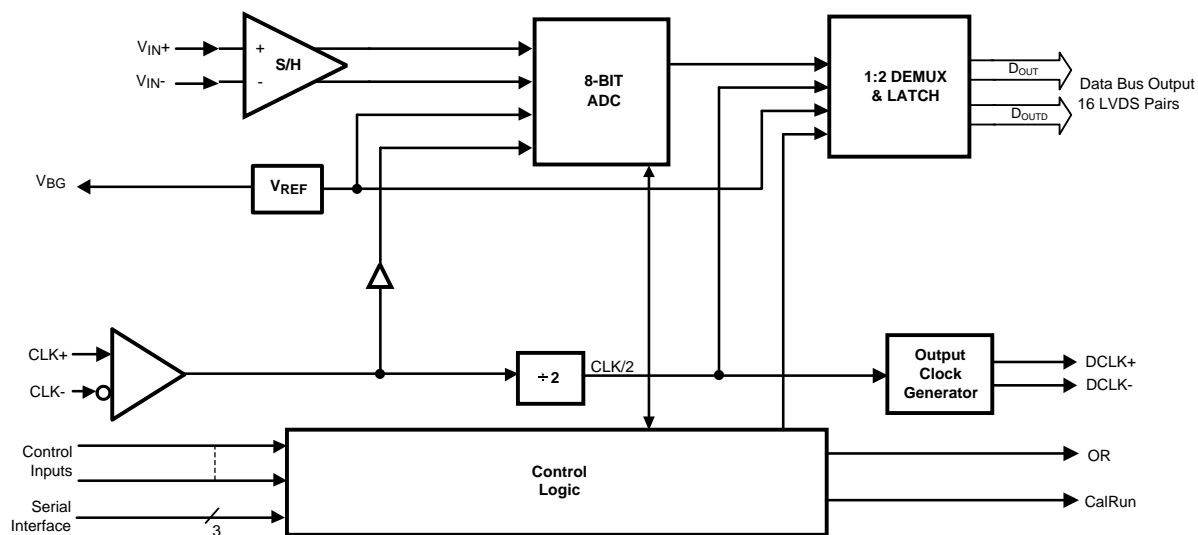 VIN+
VIN-
+
-
S/H
8-BIT
ADC
1:2 DEMUX
& LATCH
DOUT
DOUTD
Data Bus Output
16 LVDS Pairs
VBG
VREF
CLK+
CLK-
÷2
CLK/2
Output
Clock
Generator
DCLK+
DCLK-
Control
Inputs
Serial
Interface
3
Control
Logic
OR
CalRun